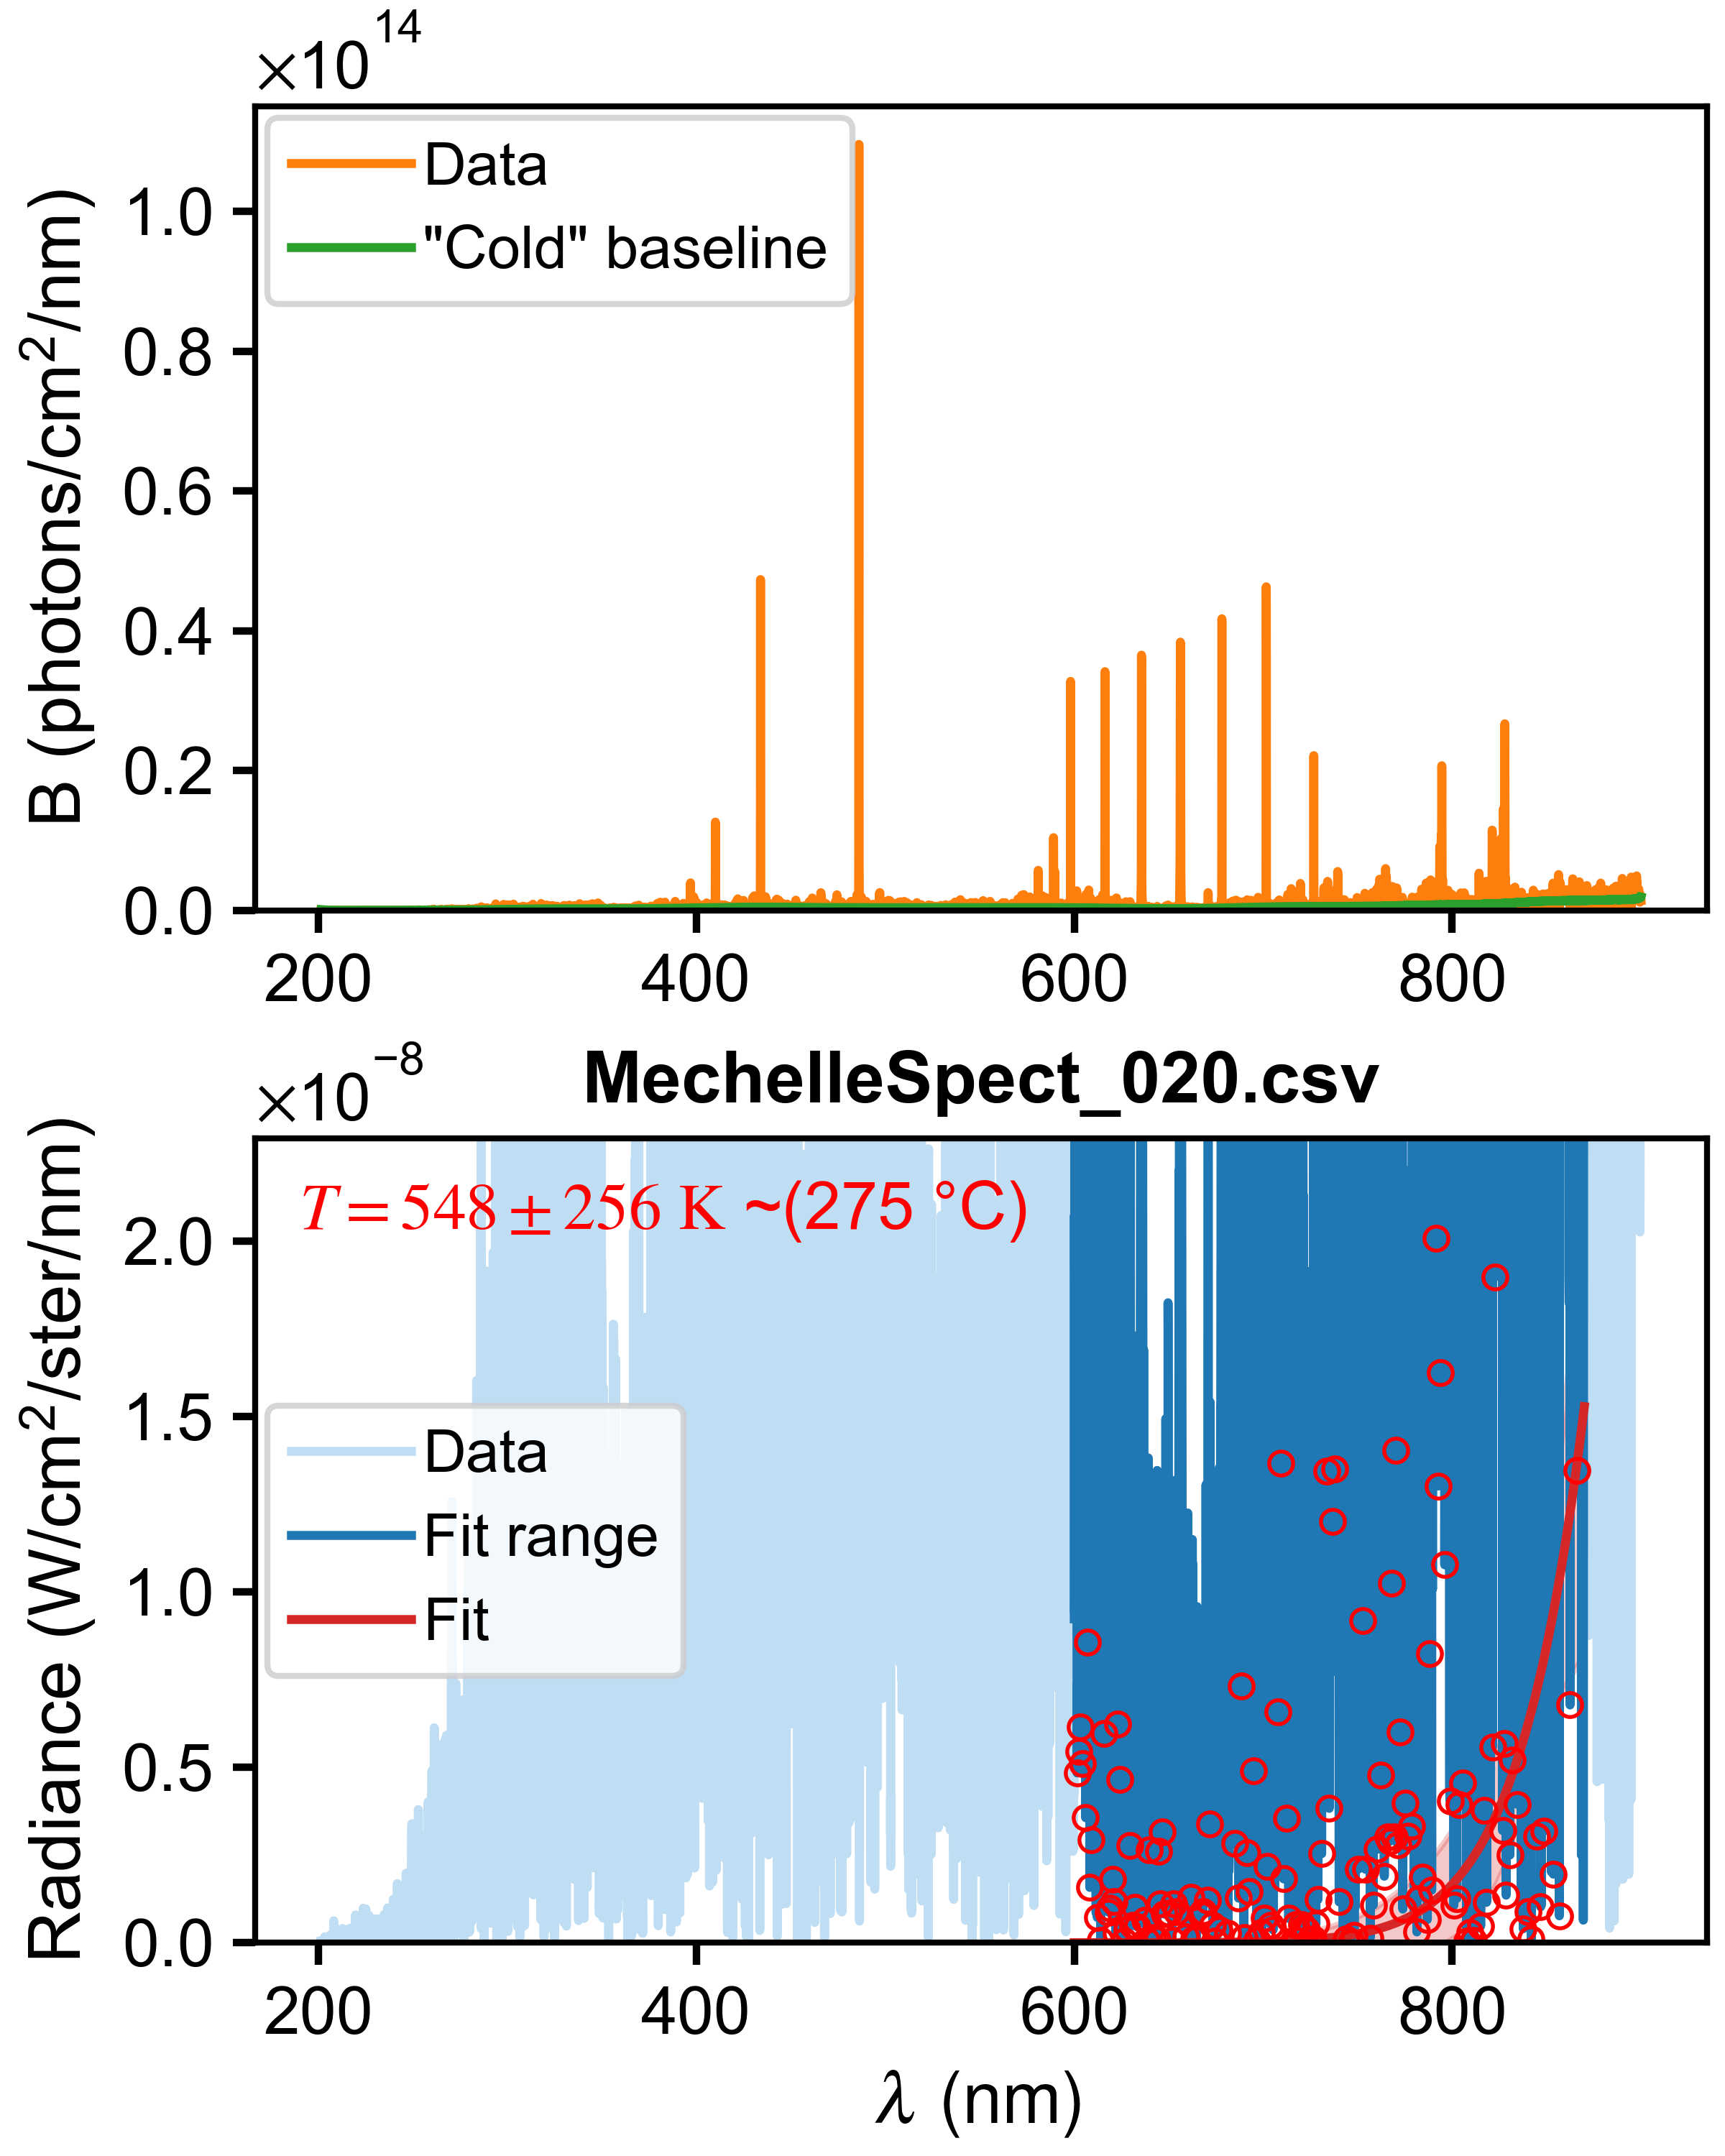 ×10^14
Data
"Cold" baseline
B (photons/cm²/nm)
1.0
0.8
0.6
0.4
0.2
0.0
200 400 600 800
×10^−8
MechelleSpect_020.csv
T = 548 ± 256 K ~(275 °C)
Data
Fit range
Fit
Radiance (W/cm²/ster/nm)
2.0
1.5
1.0
0.5
0.0
200 400 600 800
λ (nm)